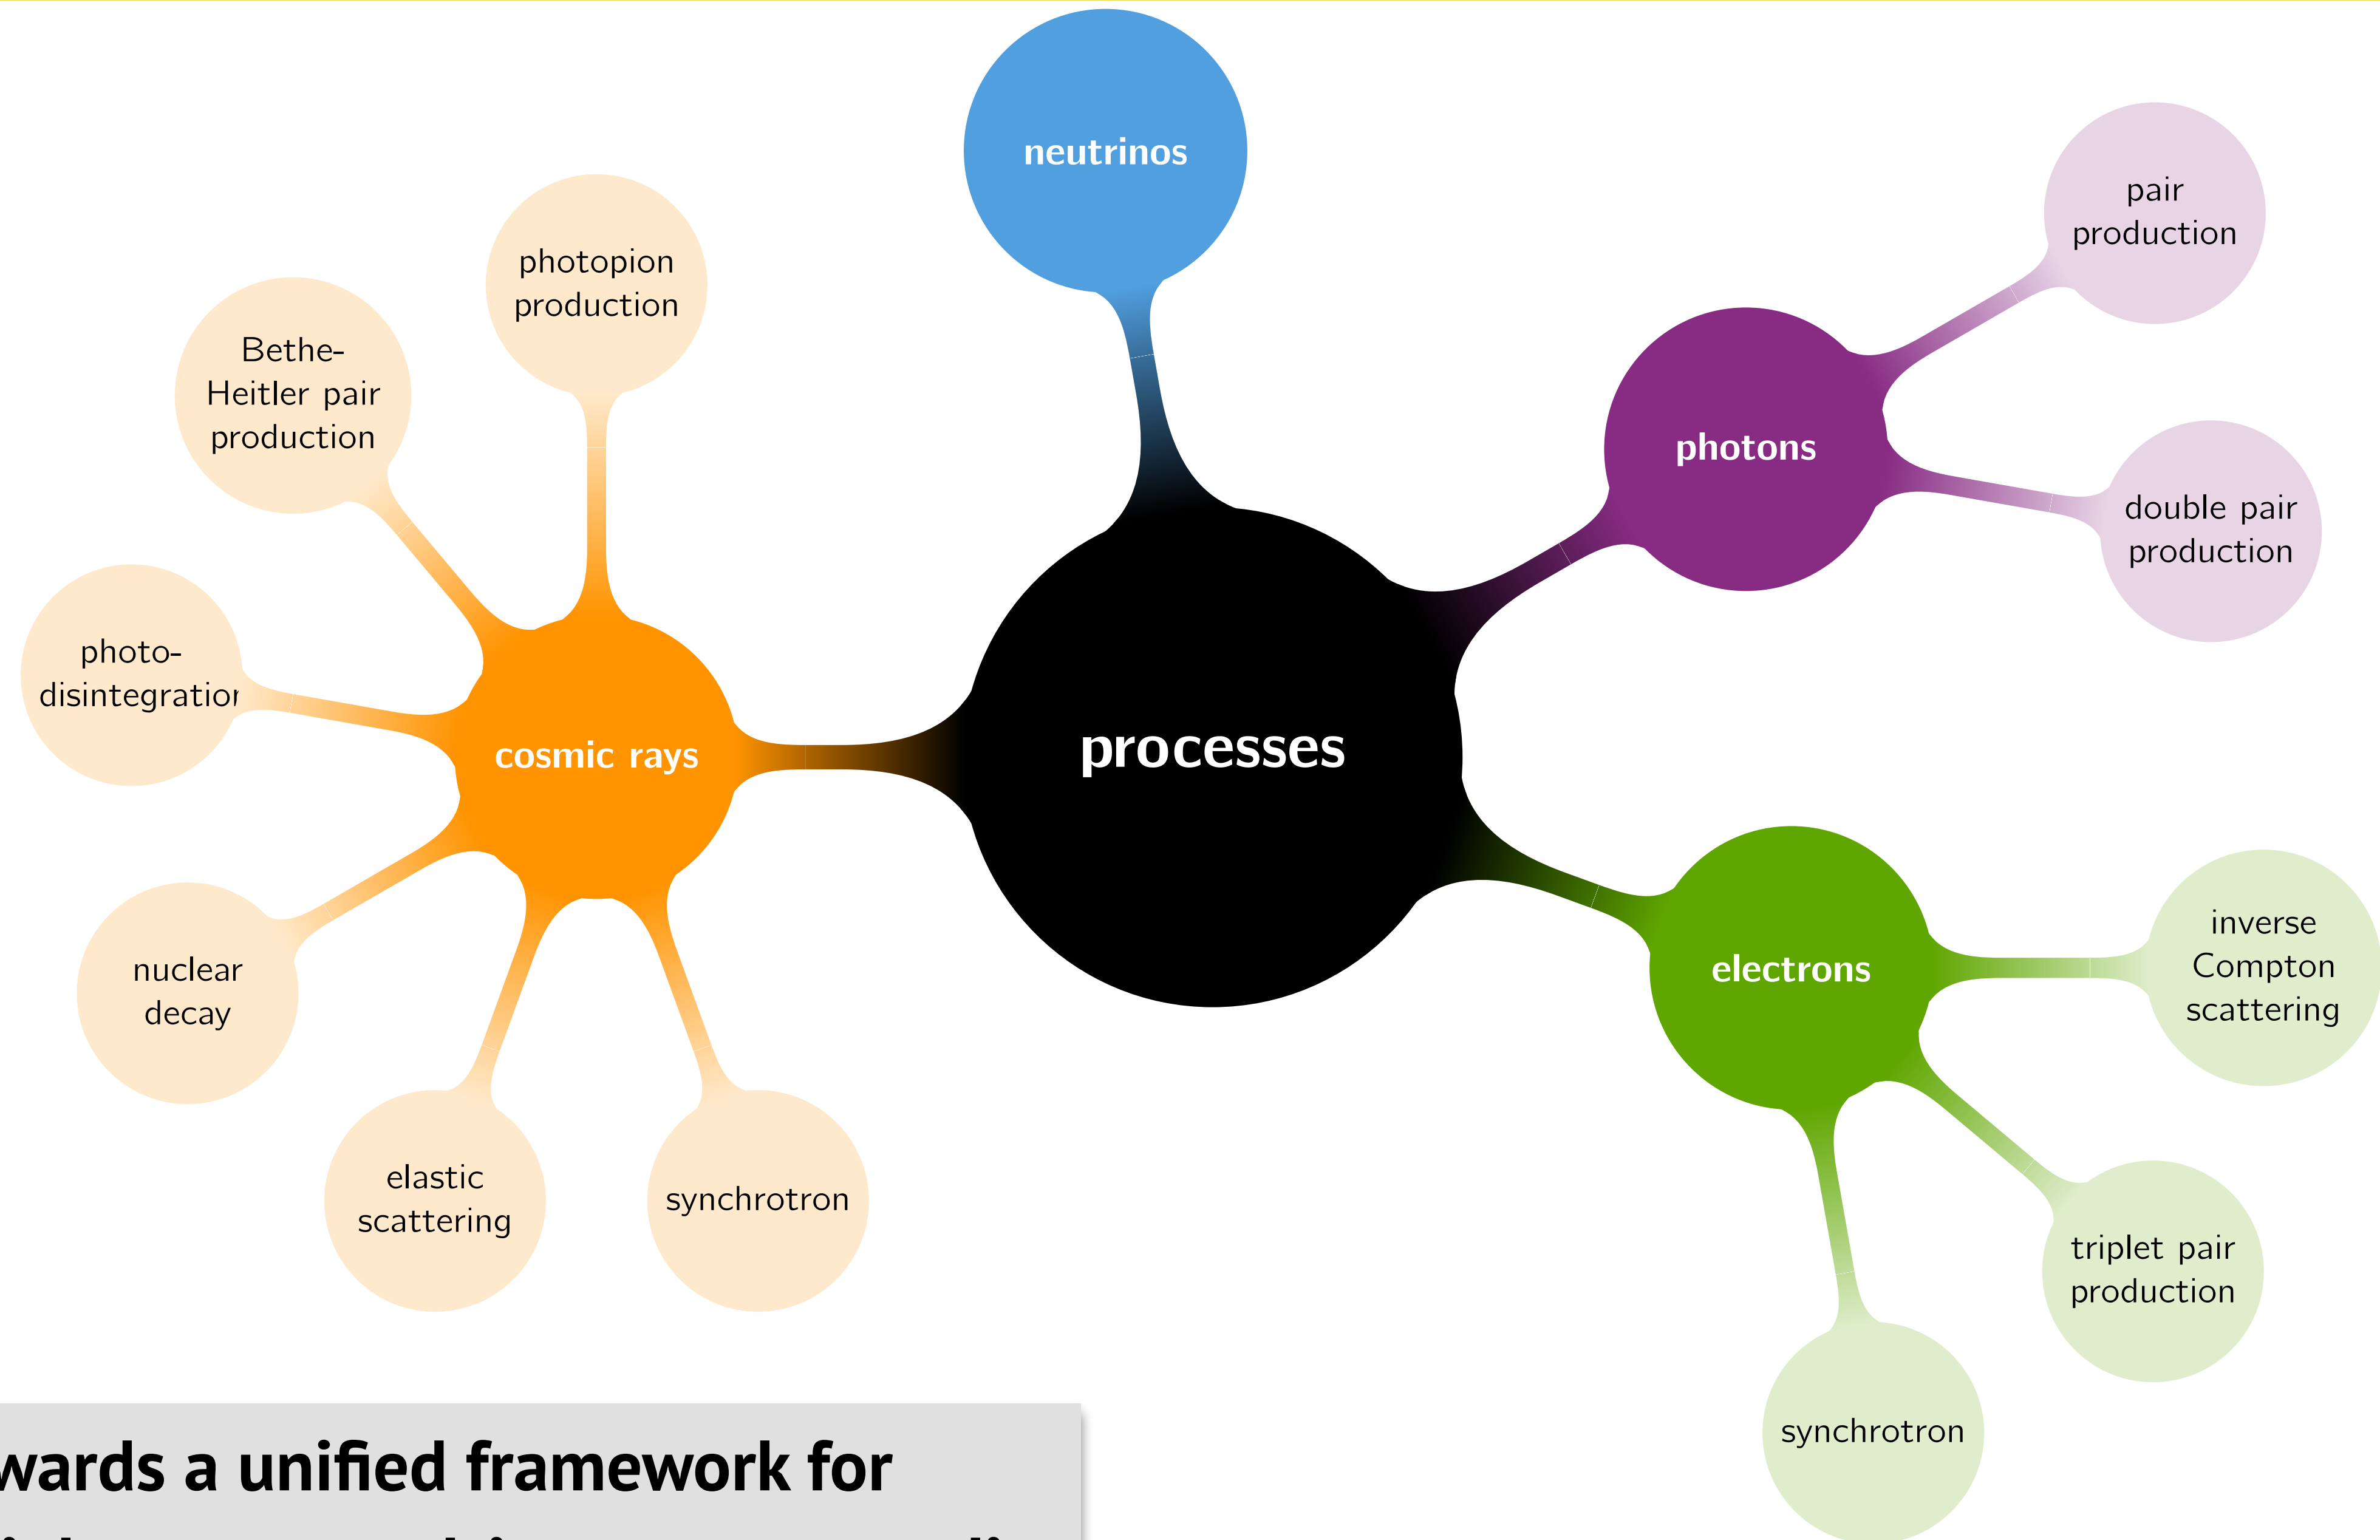 neutrinos
pair
production
photopion
production
Bethe-
Heitler pair
production
photons
double pair
production
photo-
disintegration
cosmic rays
processes
inverse
Compton
scattering
electrons
nuclear
decay
elastic
scattering
synchrotron
triplet pair
production
synchrotron
wards a unified framework for